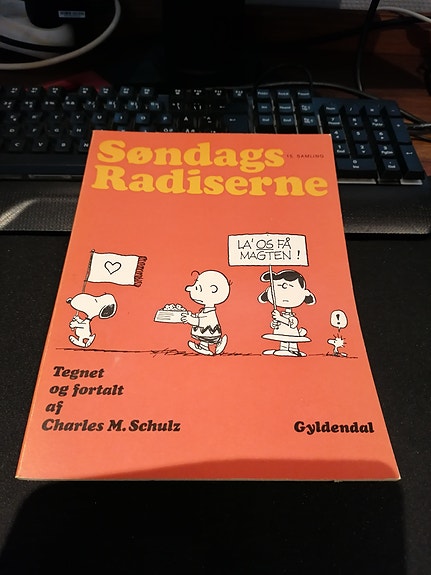 Søndags
15. SAMLING
Radiserne
LA' OS FÅ
MAGTEN!
!
Tegnet
og fortalt
af
Charles M. Schulz
Gyldendal